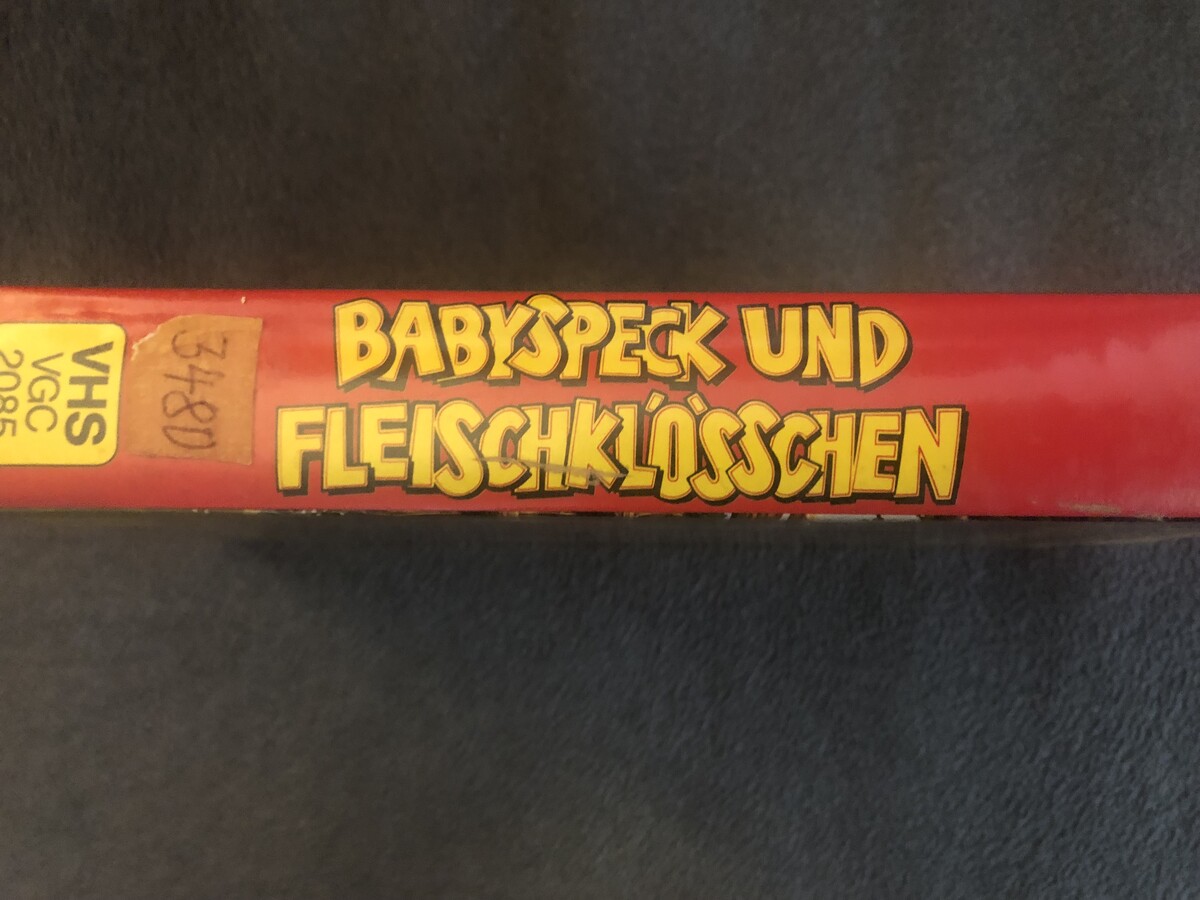 VHS
VGC
2085
3480
BABYSPECK UND
FLEISCHKLÖSSCHEN